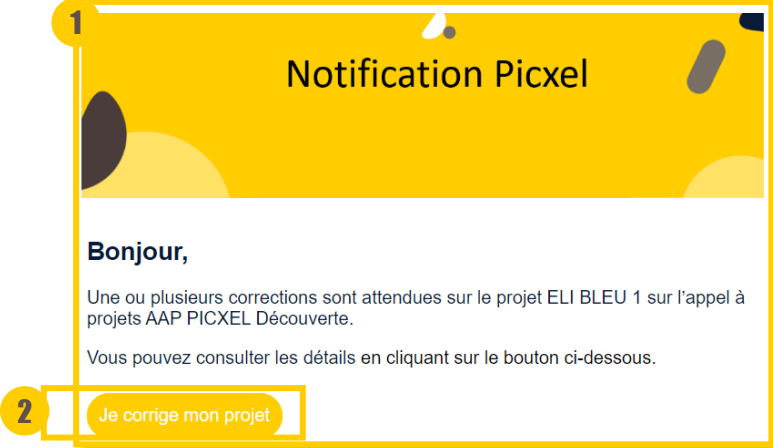 1
Notification Picxel
Bonjour,
Une ou plusieurs corrections sont attendues sur le projet ELI BLEU 1 sur l’appel à
projets AAP PICXEL Découverte.
Vous pouvez consulter les détails en cliquant sur le bouton ci-dessous.
2
Je corrige mon projet